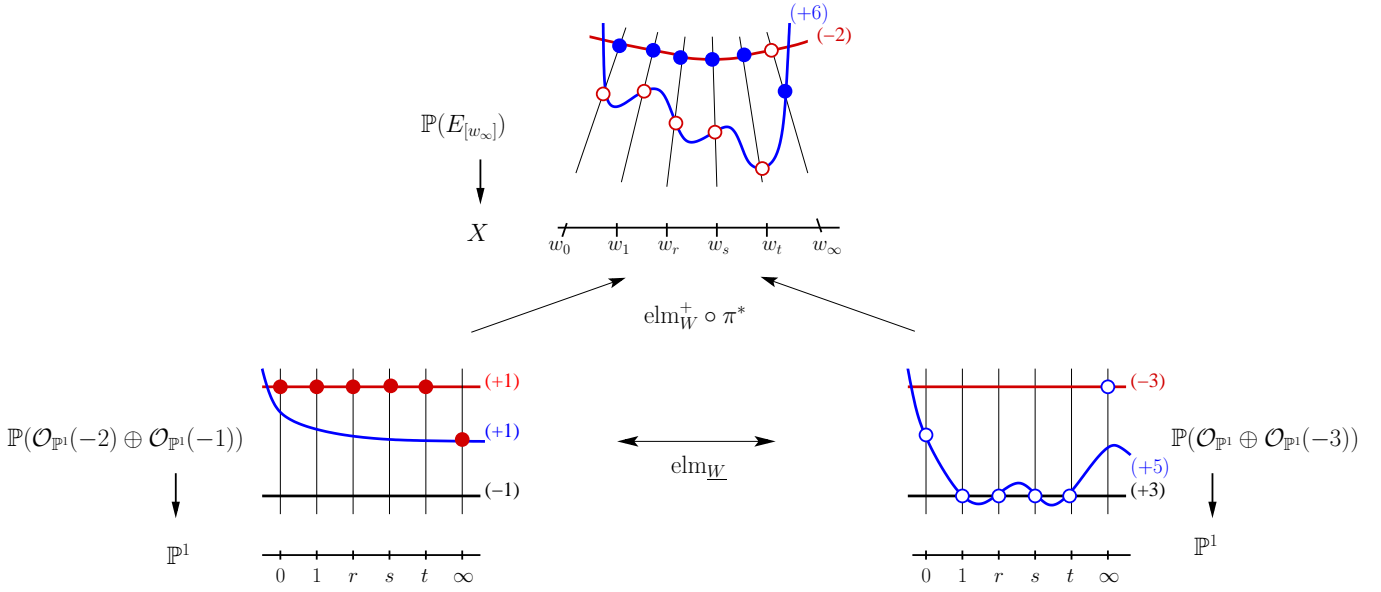 (+6)
(−2)
ℙ(E_{[w_∞]})
X
w_0 w_1 w_r w_s w_t w_∞
elm^+_W ∘ π*
(+1)
(+1)
(−1)
ℙ(𝒪_{ℙ^1}(−2) ⊕ 𝒪_{ℙ^1}(−1))
ℙ^1
0 1 r s t ∞
elm_{\underline{W}}
(−3)
(+5)
(+3)
ℙ(𝒪_{ℙ^1} ⊕ 𝒪_{ℙ^1}(−3))
ℙ^1
0 1 r s t ∞